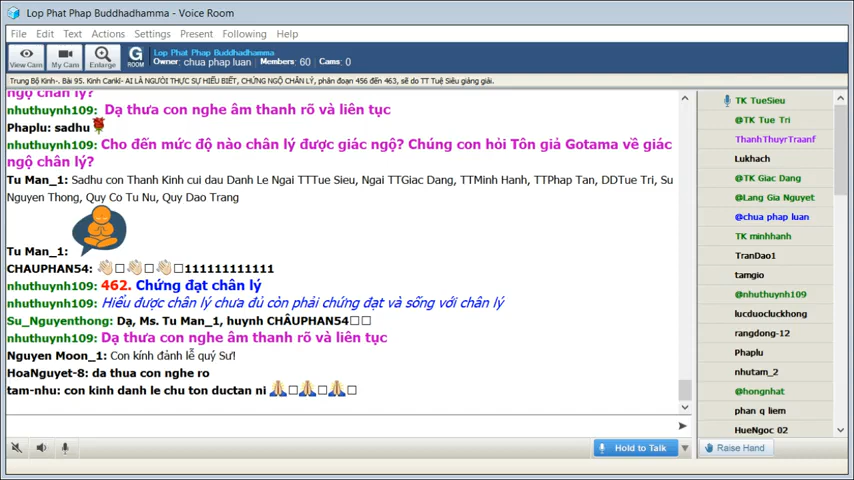 Lop Phat Phap Buddhadhamma - Voice Room
File Edit Text Actions Settings Present Following Help
View Cam
My Cam
Enlarge
G
ROOM
Lop Phat Phap Buddhadhamma
Owner: chua phap luan Members: 60 Cams: 0
Trung Bộ Kinh-. Bài 95. Kinh Cankì- AI LÀ NGƯỜI THỰC SỰ HIỂU BIẾT, CHỨNG NGỘ CHÂN LÝ, phân đoạn 456 đến 463, sẽ do TT Tuệ Siêu giảng giải.
ngộ chân lý?
nhuthuynh109: Dạ thưa con nghe âm thanh rõ và liên tục
Phaplu: sadhu
nhuthuynh109: Cho đến mức độ nào chân lý được giác ngộ? Chúng con hỏi Tôn giả Gotama về giác
ngộ chân lý?
Tu Man_1: Sadhu con Thanh Kinh cui dau Danh Le Ngai TTTue Sieu, Ngai TTGiac Dang, TTMinh Hanh, TTPhap Tan, DDTue Tri, Su
Nguyen Thong, Quy Co Tu Nu, Quy Dao Trang
Tu Man_1:
CHAUPHAN54: 👏🏻□👏🏻□👏🏻□111111111111
nhuthuynh109: 462. Chứng đạt chân lý
nhuthuynh109: Hiểu được chân lý chưa đủ còn phải chứng đạt và sống với chân lý
Su_Nguyenthong: Dạ, Ms. Tu Man_1, huynh CHÂUPHAN54□□
nhuthuynh109: Dạ thưa con nghe âm thanh rõ và liên tục
Nguyen Moon_1: Con kính đảnh lễ quý Sư!
HoaNguyet-8: da thua con nghe ro
tam-nhu: con kinh danh le chu ton ductan ni 🙏□🙏□🙏□
Hold to Talk
TK TueSieu
@TK Tue Tri
ThanhThuyrTraanf
Lukhach
@TK Giac Dang
@Lang Gia Nguyet
@chua phap luan
TK minhhanh
TranDao1
tamgio
@nhuthuynh109
lucduocluckhong
rangdong-12
Phaplu
nhutam_2
@hongnhat
phan q liem
HueNgoc 02
Raise Hand